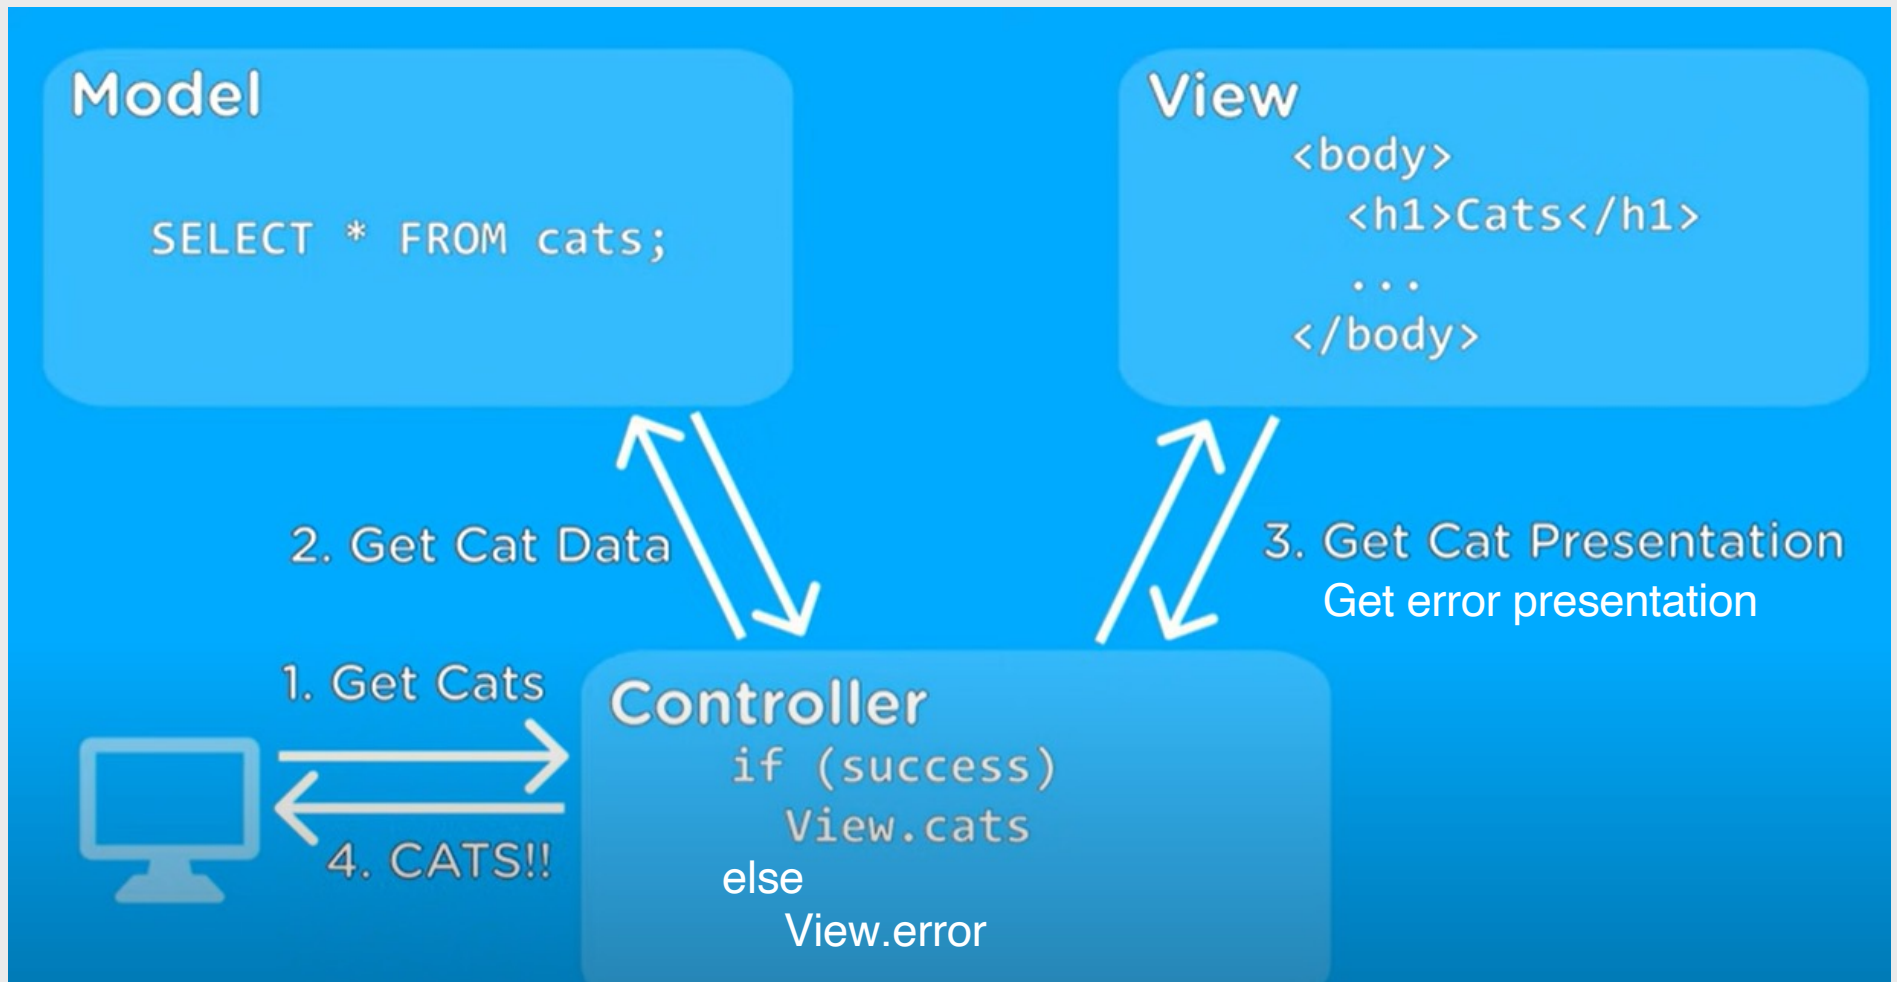 Model
SELECT * FROM cats;
View
<body>
<h1>Cats</h1>
...
</body>
2. Get Cat Data
3. Get Cat Presentation
Get error presentation
1. Get Cats
4. CATS!!
Controller
if (success)
View.cats
else
View.error